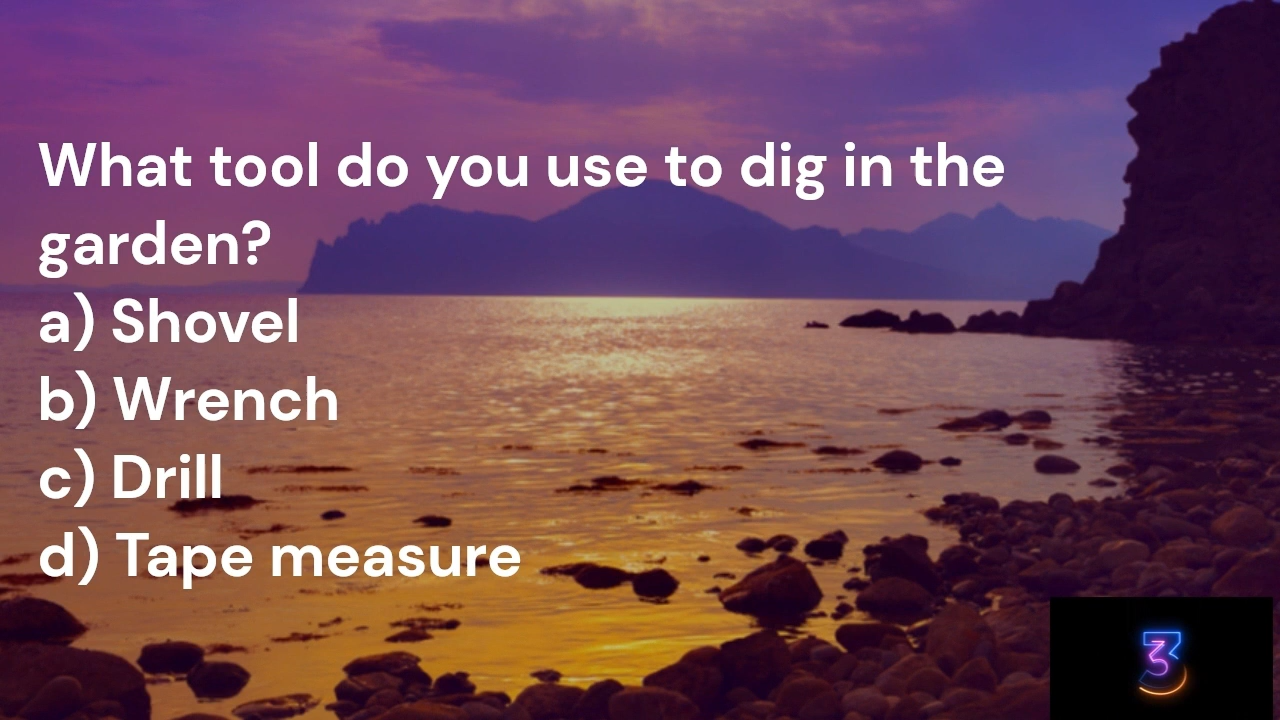 What tool do you use to dig in the
garden?
a) Shovel
b) Wrench
c) Drill
d) Tape measure
3